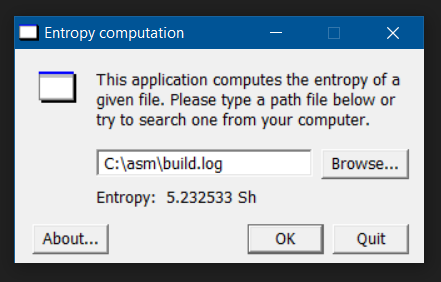 Entropy computation
This application computes the entropy of a
given file. Please type a path file below or
try to search one from your computer.
C:\asm\build.log
Browse...
Entropy: 5.232533 Sh
About...
OK
Quit